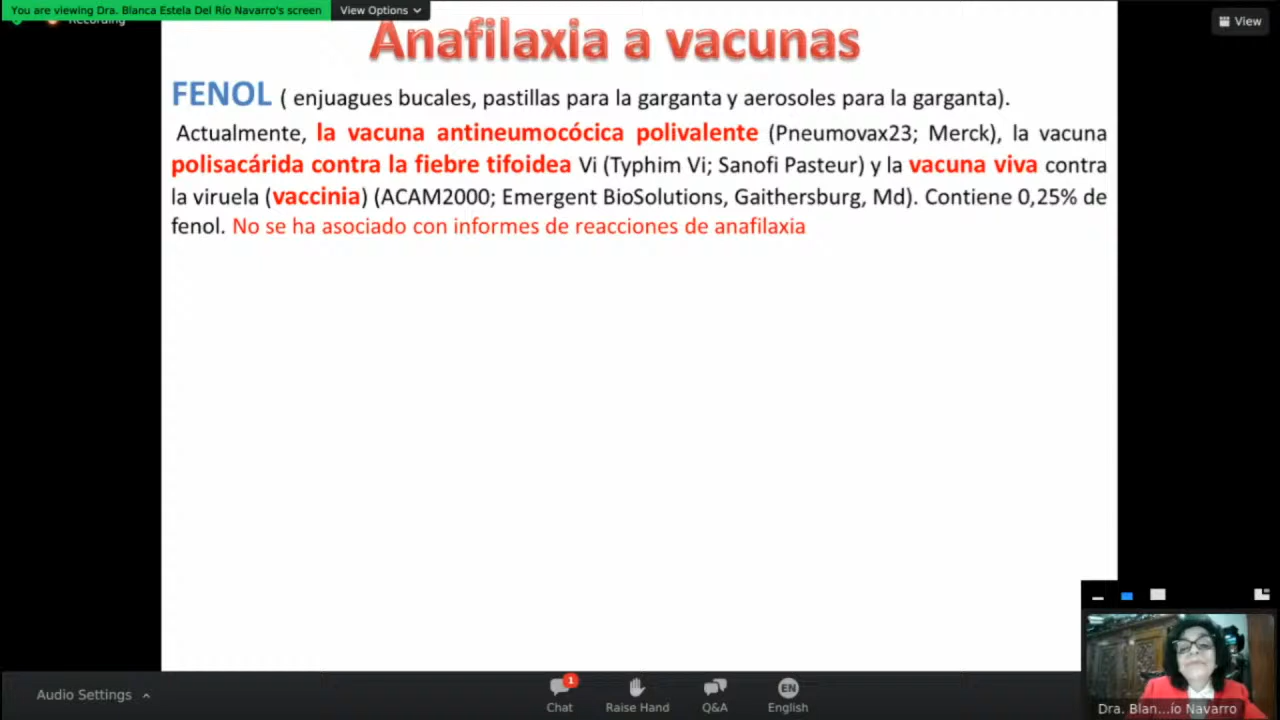 You are viewing Dra. Blanca Estela Del Río Navarro's screen
View Options
Recording
View
Anafilaxia a vacunas
FENOL ( enjuagues bucales, pastillas para la garganta y aerosoles para la garganta).
Actualmente, la vacuna antineumocócica polivalente (Pneumovax23; Merck), la vacuna
polisacárida contra la fiebre tifoidea Vi (Typhim Vi; Sanofi Pasteur) y la vacuna viva contra
la viruela (vaccinia) (ACAM2000; Emergent BioSolutions, Gaithersburg, Md). Contiene 0,25% de
fenol. No se ha asociado con informes de reacciones de anafilaxia
Dra. Blan...ío Navarro
Audio Settings
1
EN
Chat
Raise Hand
Q&A
English